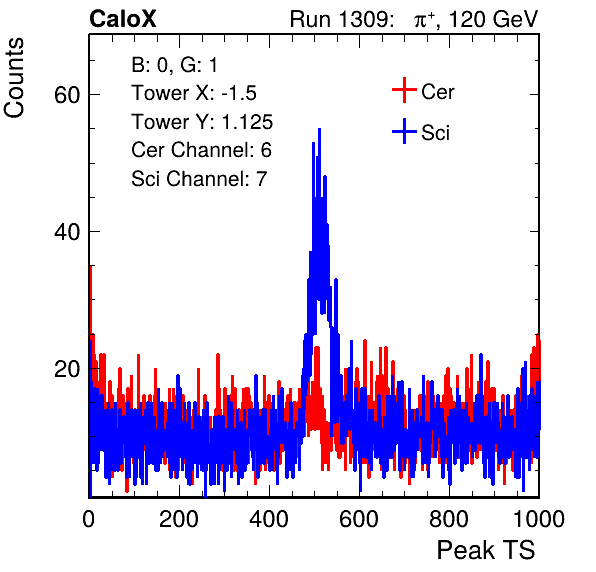 CaloX Run 1309: π⁺, 120 GeV
Counts
B: 0, G: 1
Tower X: -1.5
Tower Y: 1.125
Cer Channel: 6
Sci Channel: 7
Cer
Sci
60
40
20
0 200 400 600 800 1000
Peak TS